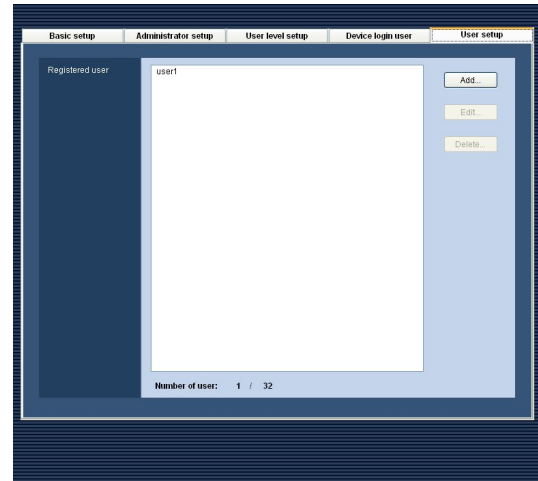 Basic setup Administrator setup User level setup Device login user User setup
Registered user user1 Add...
Edit...
Delete...
Number of user: 1 / 32